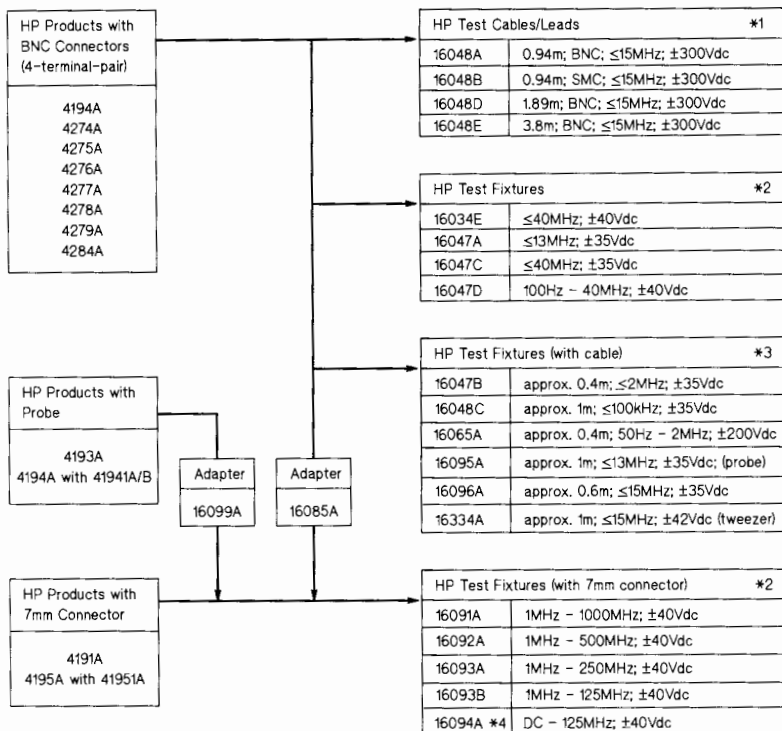 HP Products with
BNC Connectors
(4-terminal-pair)
4194A
4274A
4275A
4276A
4277A
4278A
4279A
4284A
HP Test Cables/Leads *1
16048A 0.94m; BNC; ≤15MHz; ±300Vdc
16048B 0.94m; SMC; ≤15MHz; ±300Vdc
16048D 1.89m; BNC; ≤15MHz; ±300Vdc
16048E 3.8m; BNC; ≤15MHz; ±300Vdc
HP Test Fixtures *2
16034E ≤40MHz; ±40Vdc
16047A ≤13MHz; ±35Vdc
16047C ≤40MHz; ±35Vdc
16047D 100Hz - 40MHz; ±40Vdc
HP Test Fixtures (with cable) *3
16047B approx. 0.4m; ≤2MHz; ±35Vdc
16048C approx. 1m; ≤100kHz; ±35Vdc
16065A approx. 0.4m; 50Hz - 2MHz; ±200Vdc
16095A approx. 1m; ≤13MHz; ±35Vdc; (probe)
16096A approx. 0.6m; ≤15MHz; ±35Vdc
16334A approx. 1m; ≤15MHz; ±42Vdc (tweezer)
HP Products with
Probe
4193A
4194A with 41941A/B
Adapter
16099A
Adapter
16085A
HP Products with
7mm Connector
4191A
4195A with 41951A
HP Test Fixtures (with 7mm connector) *2
16091A 1MHz - 1000MHz; ±40Vdc
16092A 1MHz - 500MHz; ±40Vdc
16093A 1MHz - 250MHz; ±40Vdc
16093B 1MHz - 125MHz; ±40Vdc
16094A *4 DC - 125MHz; ±40Vdc